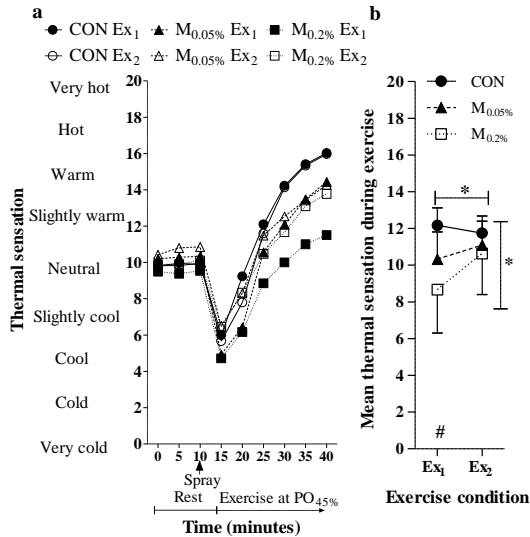 a
CON Ex1 M0.05% Ex1 M0.2% Ex1
CON Ex2 M0.05% Ex2 M0.2% Ex2
Thermal sensation
Very hot
Hot
Warm
Slightly warm
Neutral
Slightly cool
Cool
Cold
Very cold
20
18
16
14
12
10
8
6
4
2
0
0 5 10 15 20 25 30 35 40
Spray
Rest Exercise at PO45%
Time (minutes)
b
CON
M0.05%
M0.2%
Mean thermal sensation during exercise
20
18
16
14
12
10
8
6
4
2
0
*
*
#
Ex1 Ex2
Exercise condition